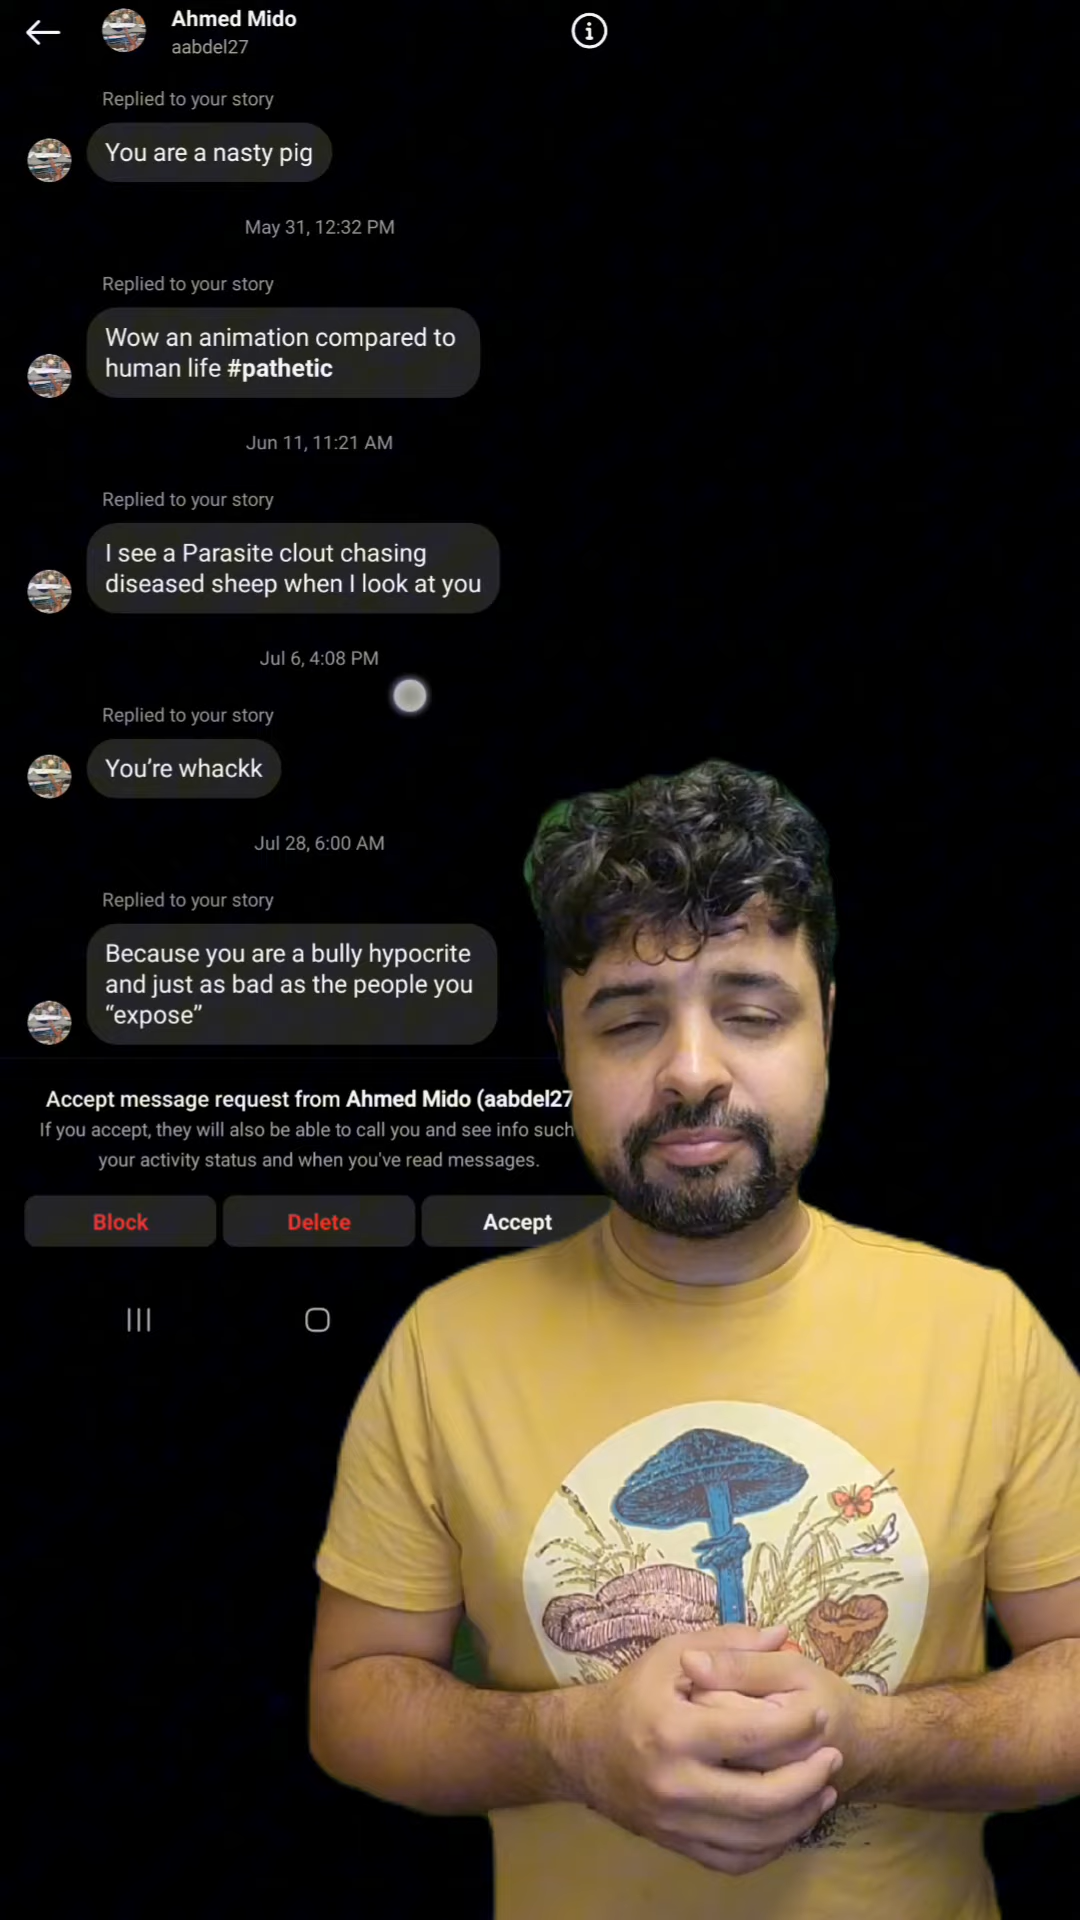 Ahmed Mido
aabdel27
Replied to your story
You are a nasty pig
May 31, 12:32 PM
Replied to your story
Wow an animation compared to
human life #pathetic
Jun 11, 11:21 AM
Replied to your story
I see a Parasite clout chasing
diseased sheep when I look at you
Jul 6, 4:08 PM
Replied to your story
You’re whackk
Jul 28, 6:00 AM
Replied to your story
Because you are a bully hypocrite
and just as bad as the people you
“expose”
Accept message request from Ahmed Mido (aabdel27
If you accept, they will also be able to call you and see info such
your activity status and when you've read messages.
Block
Delete
Accept